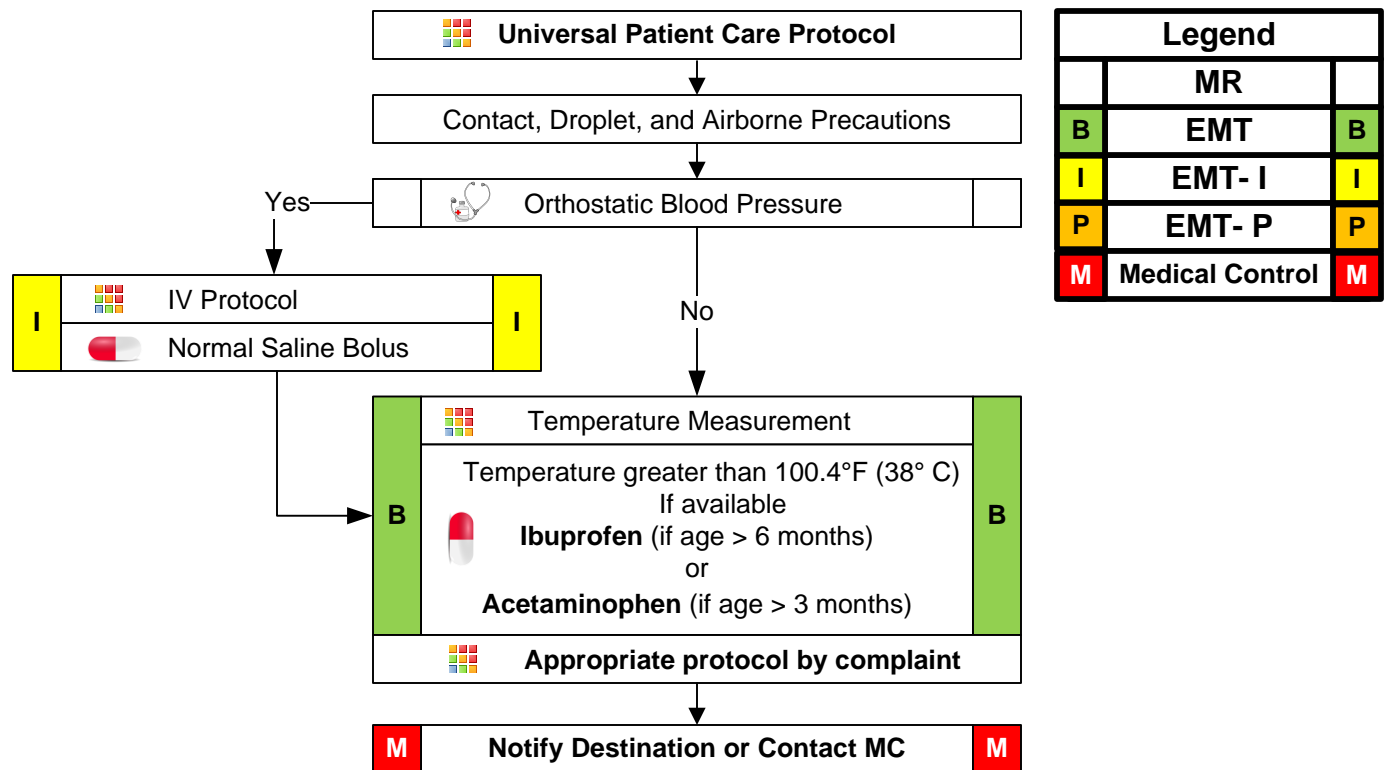 Universal Patient Care Protocol
Contact, Droplet, and Airborne Precautions
Orthostatic Blood Pressure
Yes
No
I IV Protocol I
Normal Saline Bolus
Temperature Measurement
Temperature greater than 100.4°F (38° C)
If available
B Ibuprofen (if age > 6 months) B
or
Acetaminophen (if age > 3 months)
Appropriate protocol by complaint
M Notify Destination or Contact MC M
Legend
MR
B EMT B
I EMT- I I
P EMT- P P
M Medical Control M